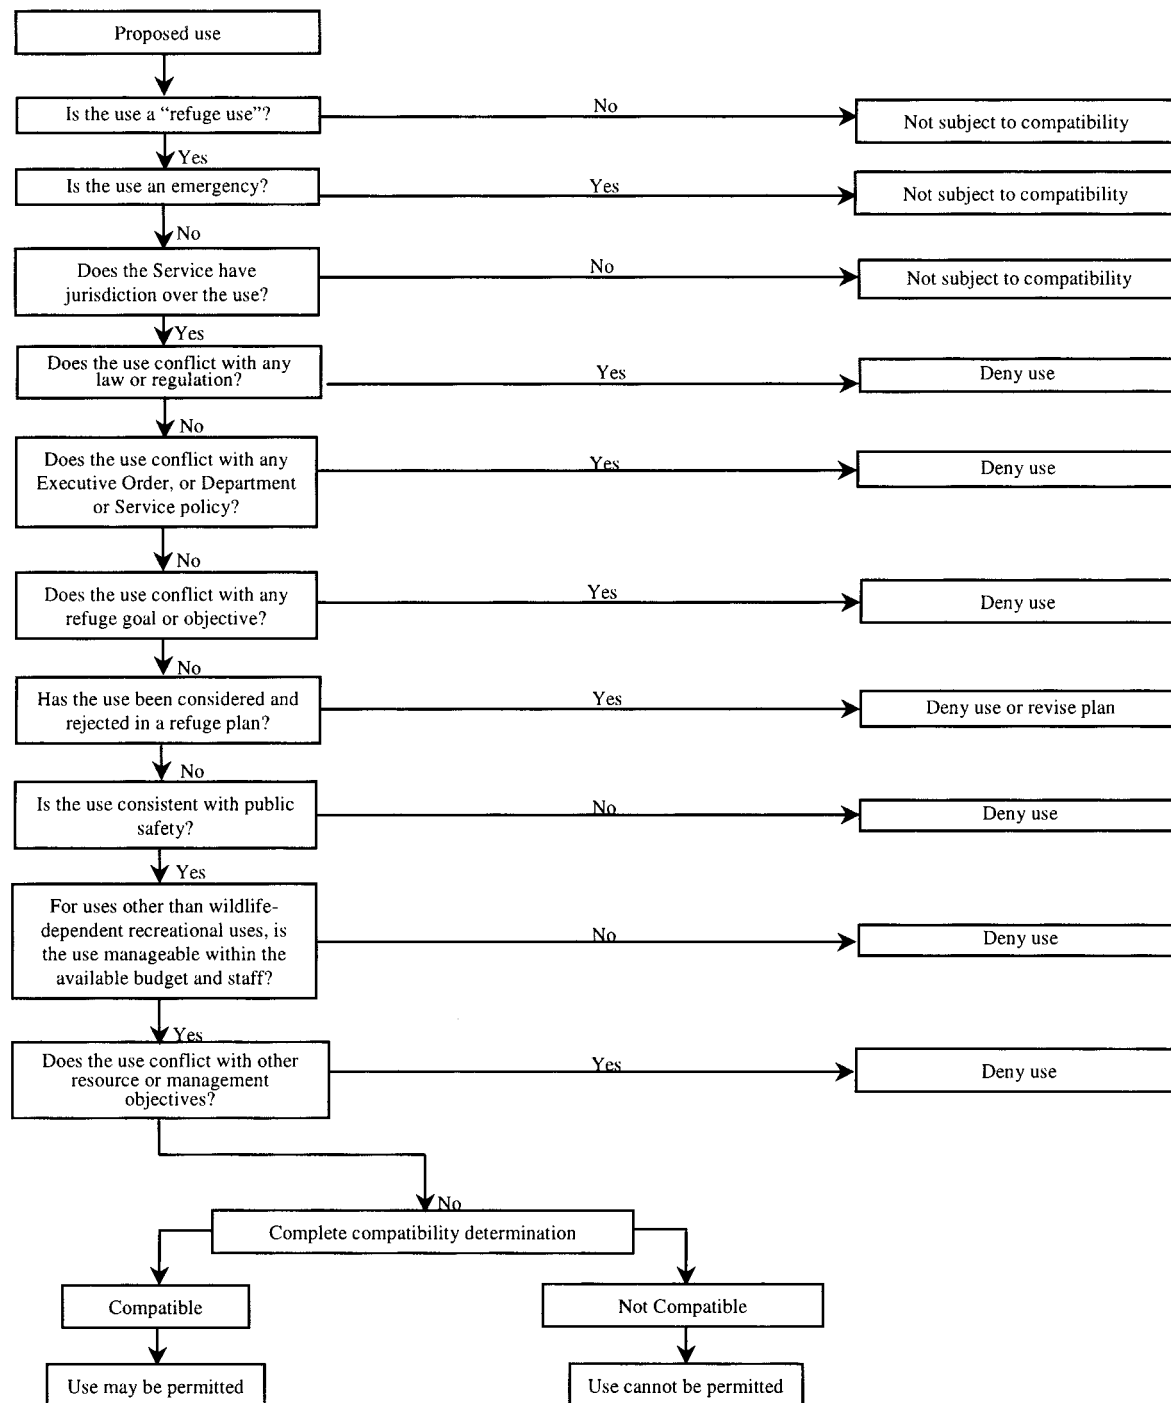 Proposed use
Is the use a “refuge use”?
No
Not subject to compatibility
Yes
Is the use an emergency?
Yes
Not subject to compatibility
No
Does the Service have
jurisdiction over the use?
No
Not subject to compatibility
Yes
Does the use conflict with any
law or regulation?
Yes
Deny use
No
Does the use conflict with any
Executive Order, or Department
or Service policy?
Yes
Deny use
No
Does the use conflict with any
refuge goal or objective?
Yes
Deny use
No
Has the use been considered and
rejected in a refuge plan?
Yes
Deny use or revise plan
No
Is the use consistent with public
safety?
No
Deny use
Yes
For uses other than wildlife-
dependent recreational uses, is
the use manageable within the
available budget and staff?
No
Deny use
Yes
Does the use conflict with other
resource or management
objectives?
Yes
Deny use
No
Complete compatibility determination
Compatible
Not Compatible
Use may be permitted
Use cannot be permitted